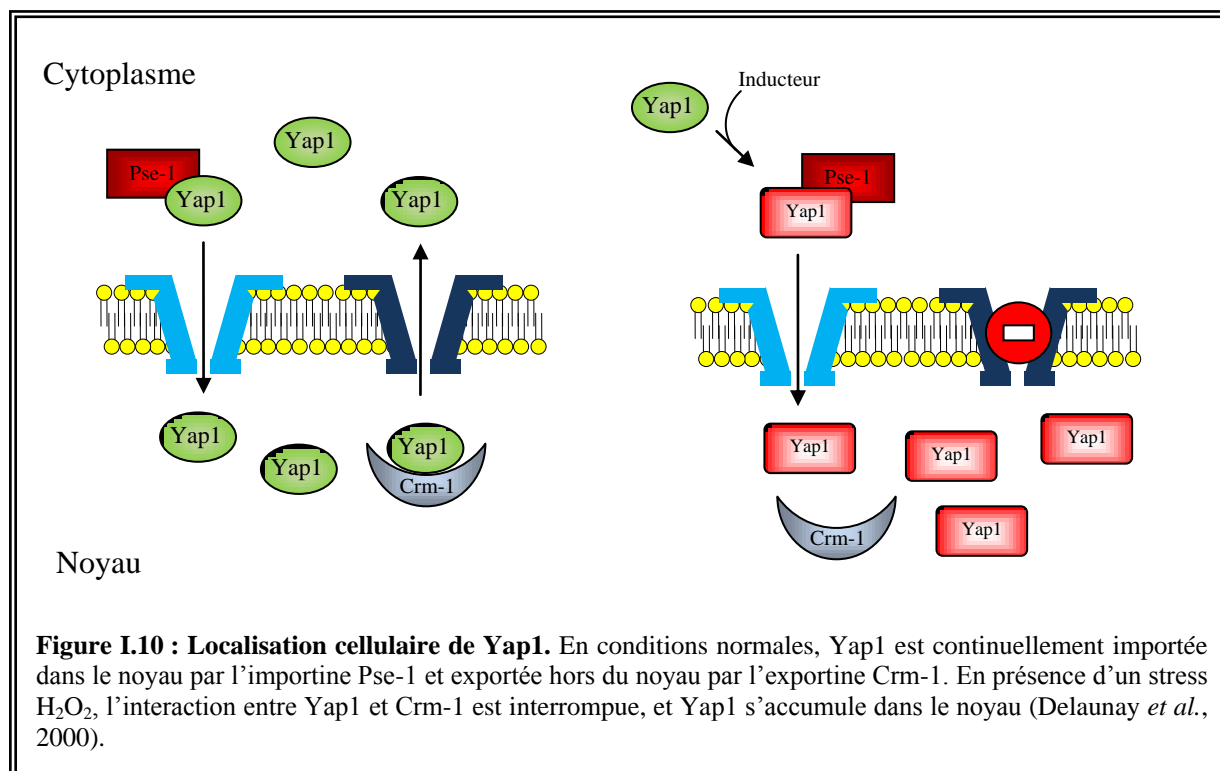 Cytoplasme
Inducteur
Yap1
Yap1
Pse-1
Pse-1
Yap1
Yap1
Yap1
Yap1
Yap1
Yap1
Yap1
Yap1
Yap1
Yap1
Crm-1
Yap1
Crm-1
Noyau
Figure I.10 : Localisation cellulaire de Yap1. En conditions normales, Yap1 est continuellement importée
dans le noyau par l’importine Pse-1 et exportée hors du noyau par l’exportine Crm-1. En présence d’un stress
H₂O₂, l’interaction entre Yap1 et Crm-1 est interrompue, et Yap1 s’accumule dans le noyau (Delaunay et al.,
2000).